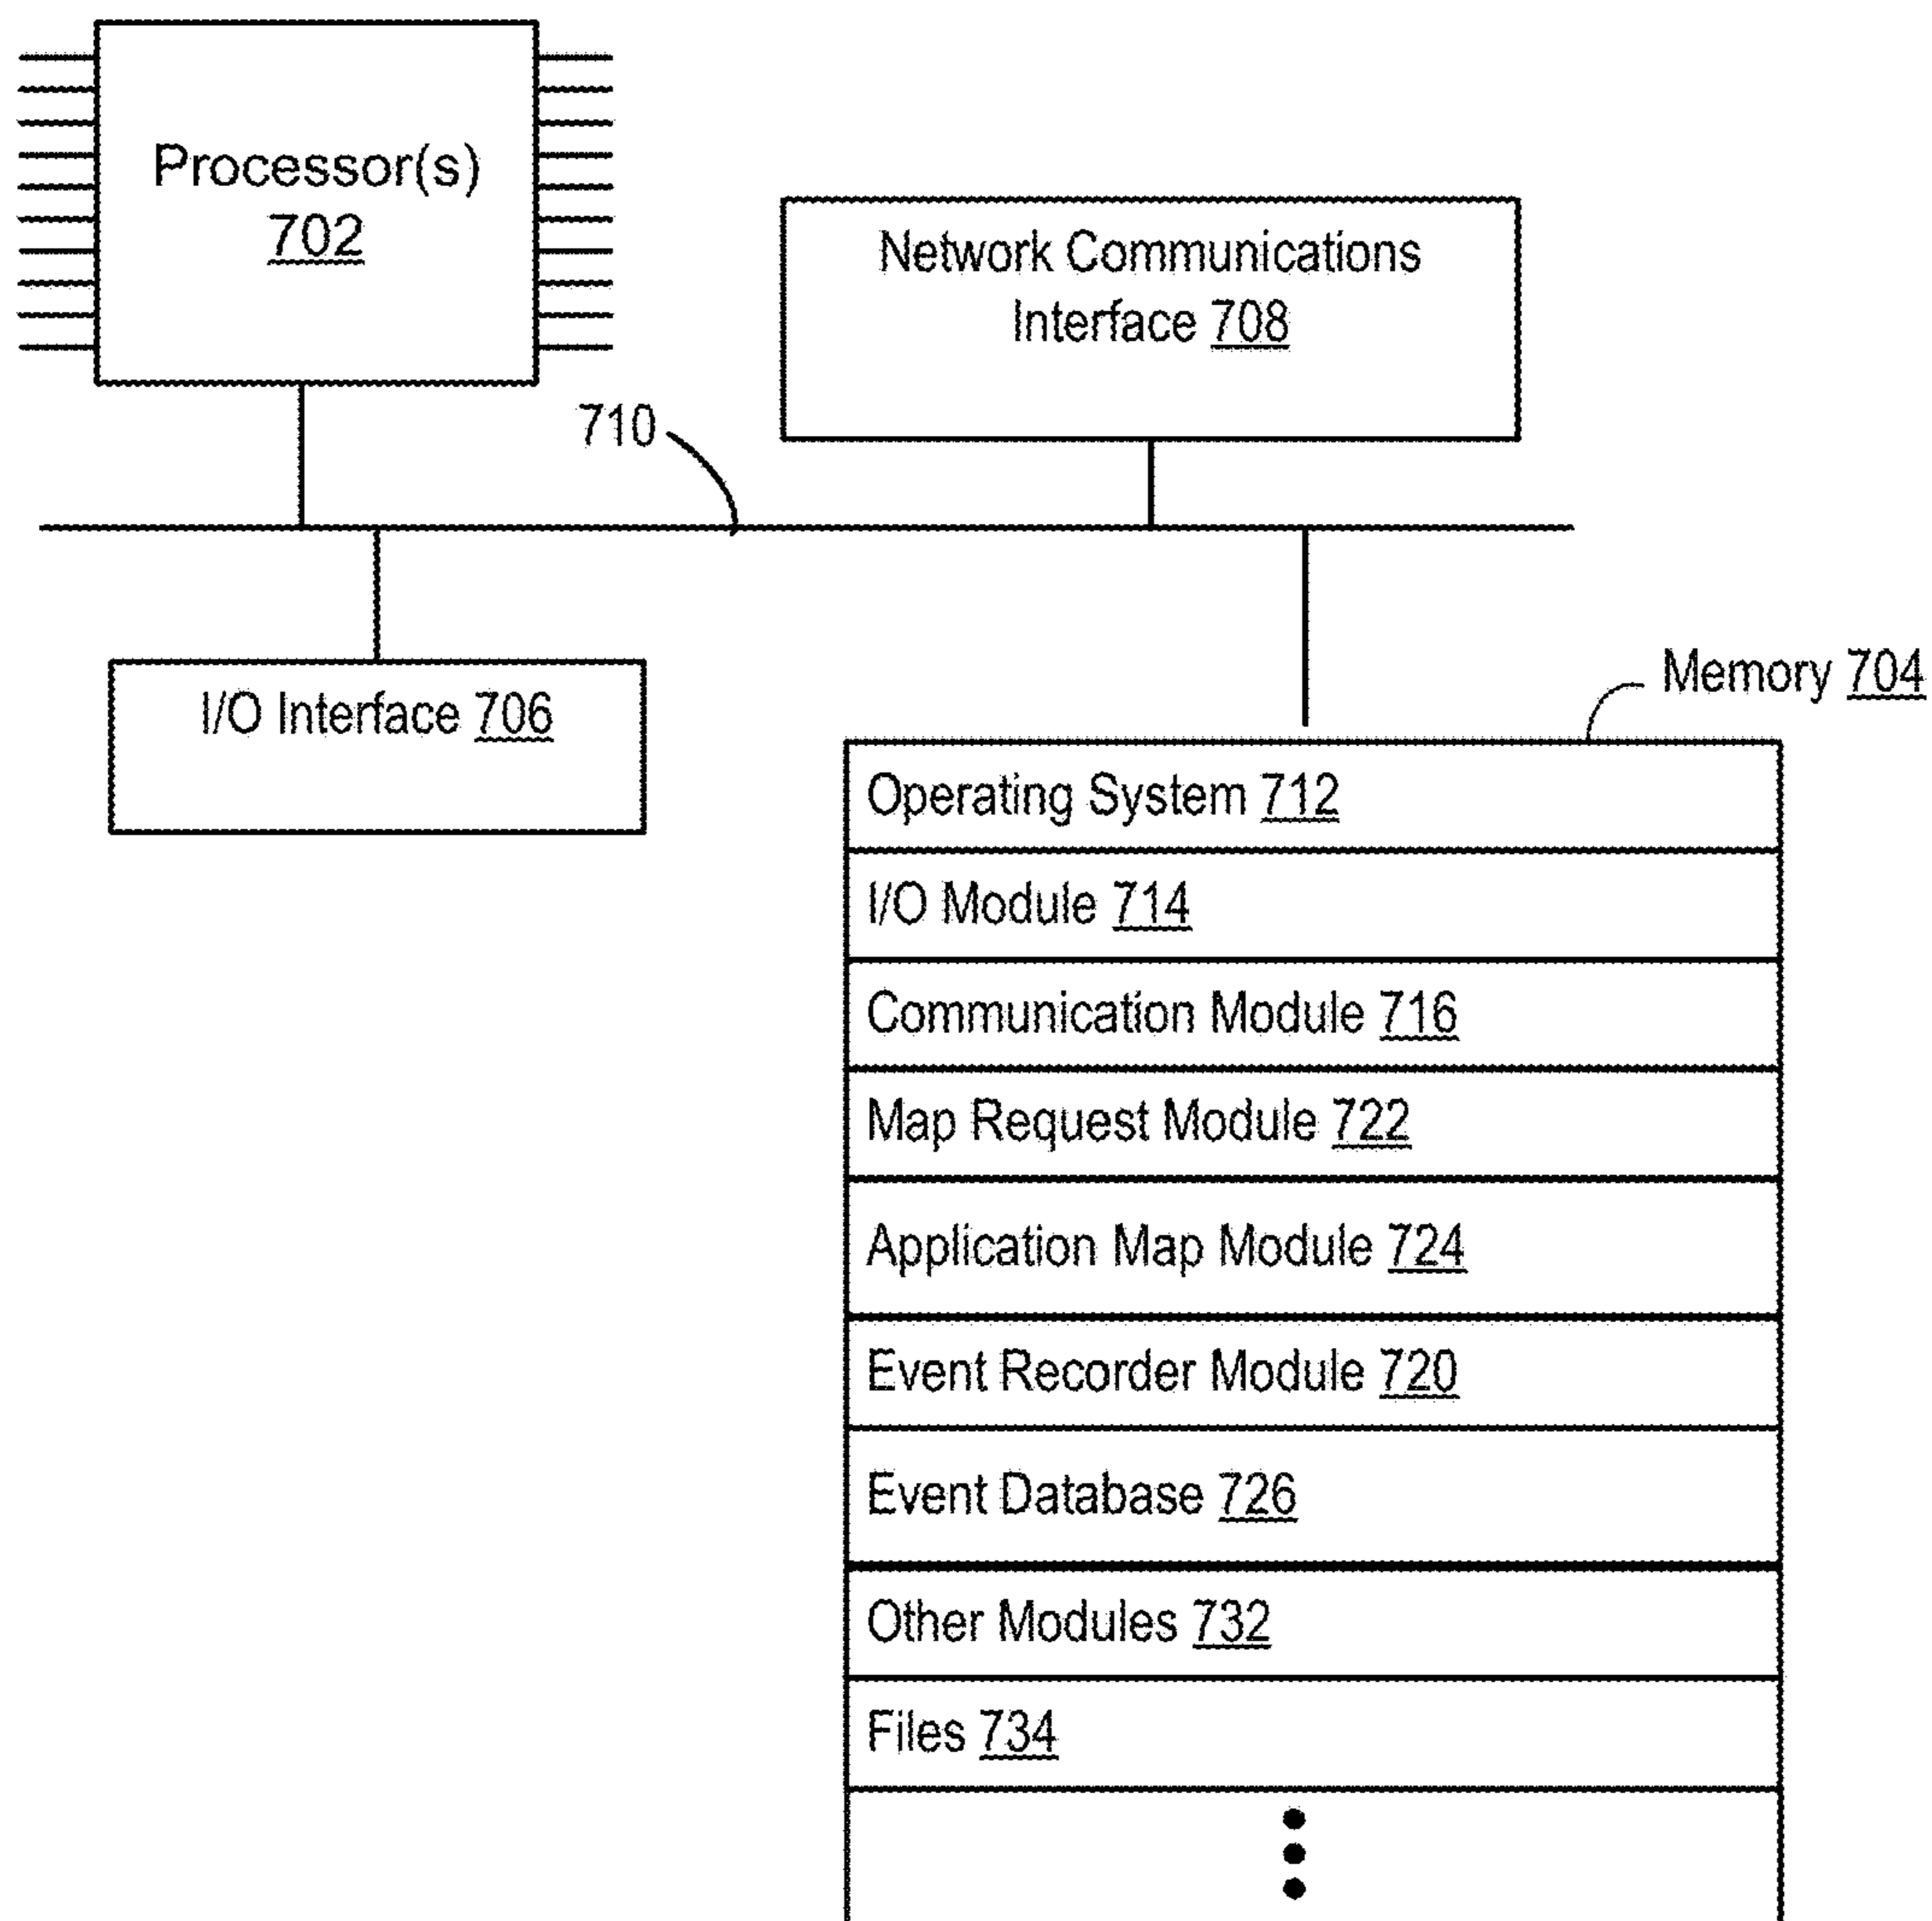 Processor(s)
702
Network Communications
Interface 708
710
I/O Interface 706
Memory 704
Operating System 712
I/O Module 714
Communication Module 716
Map Request Module 722
Application Map Module 724
Event Recorder Module 720
Event Database 726
Other Modules 732
Files 734